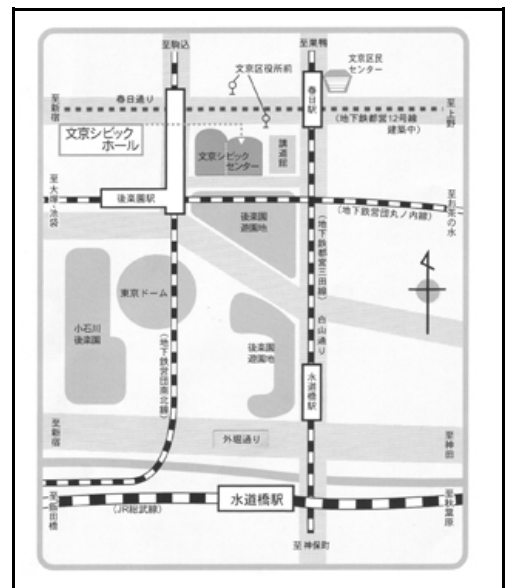 至駒込
至巣鴨
文京区役所前
文京区民
センター
至新宿
春日通り
春日駅
至上野
(地下鉄都営12号線
建築中)
文京シビック
ホール
文京シビック
センター
講道館
至大塚・池袋
後楽園駅
後楽園
遊園地
(地下鉄営団丸ノ内線)
至お茶の水
(地下鉄都営三田線)
東京ドーム
小石川
後楽園
(地下鉄営団南北線)
後楽園
遊園地
白山通り
水道橋駅
至新宿
外堀通り
至神田
至飯田橋
(JR総武線)
水道橋駅
至秋葉原
至神保町